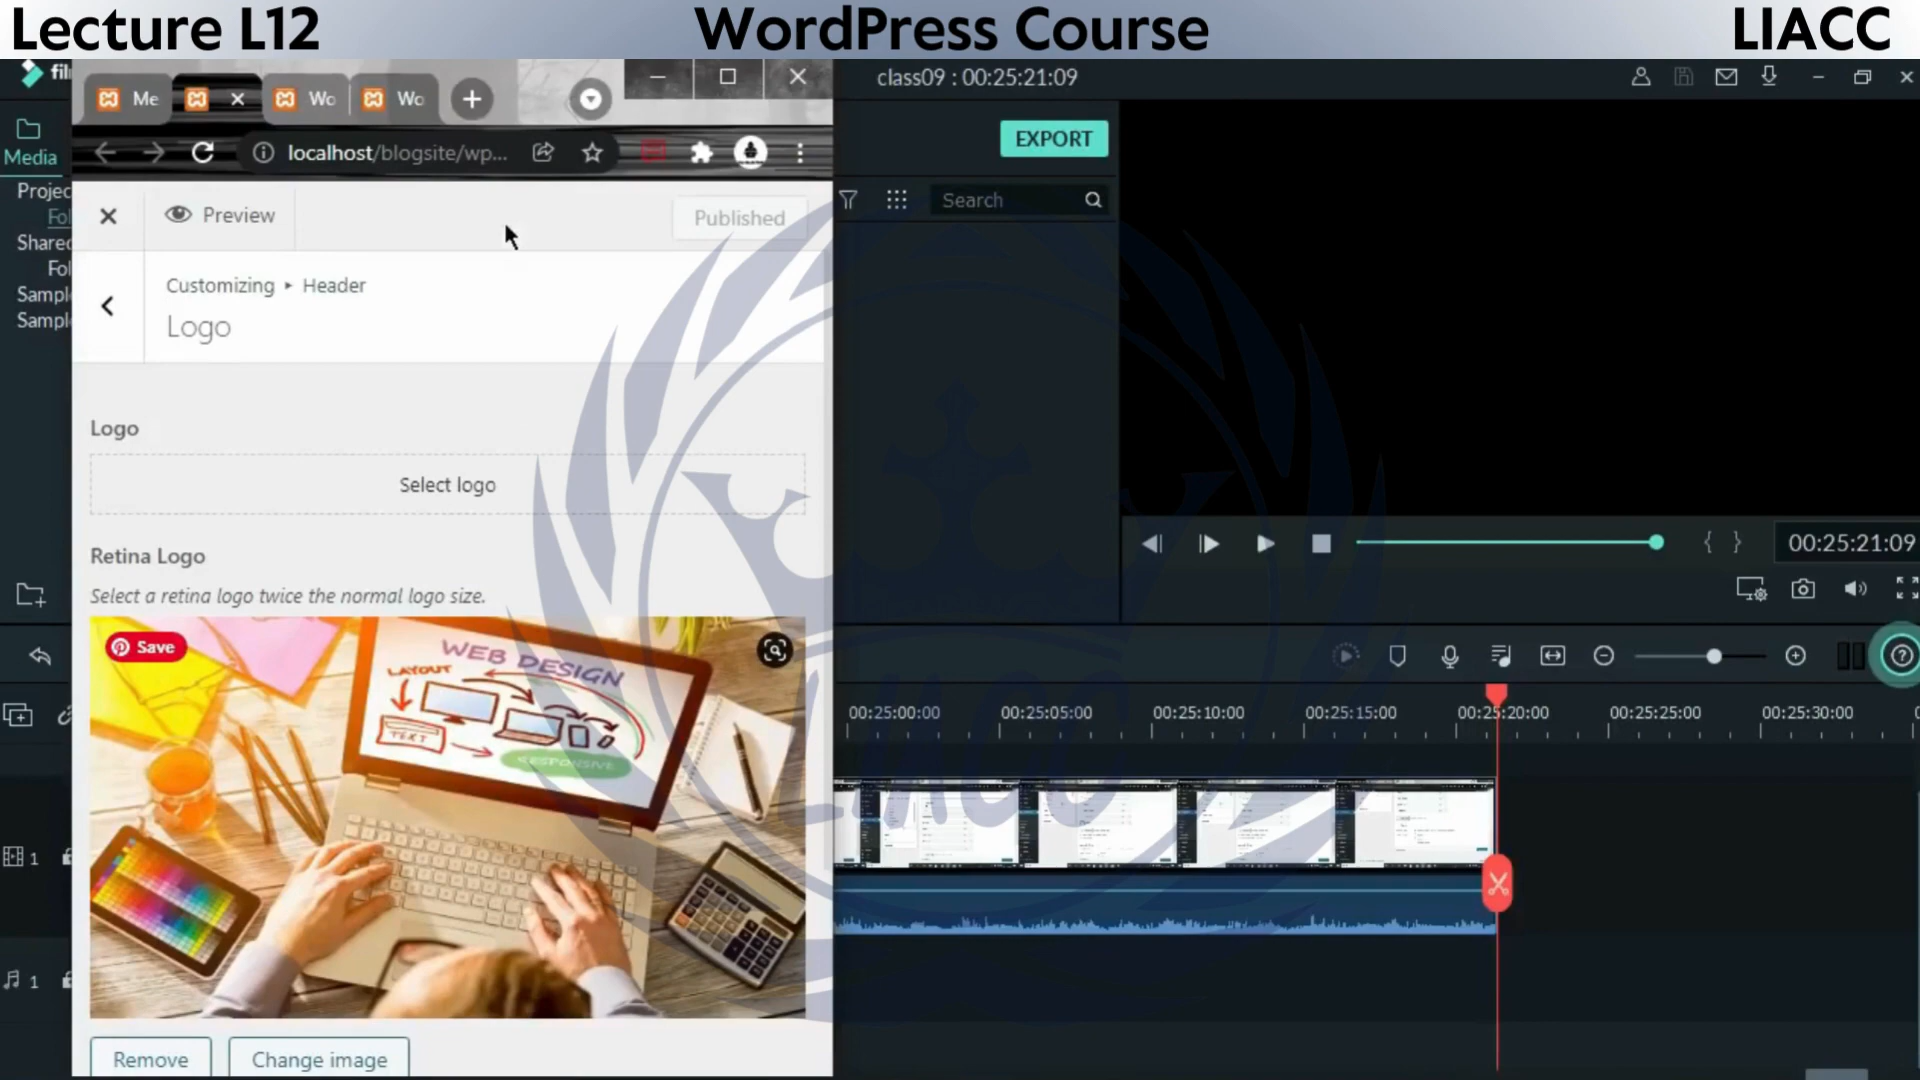 Lecture L12
WordPress Course
LIACC
class09 : 00:25:21:09
Me
Wo
Wo
localhost/blogsite/wp...
EXPORT
Media
Search
Preview
Published
Customizing ▸ Header
Logo
Logo
Select logo
Retina Logo
Select a retina logo twice the normal logo size.
Save
WEB DESIGN
LAYOUT
TEXT
RESPONSIVE
Remove
Change image
00:25:21:09
00:25:00:00
00:25:05:00
00:25:10:00
00:25:15:00
00:25:20:00
00:25:25:00
00:25:30:00
1
1
LIACC